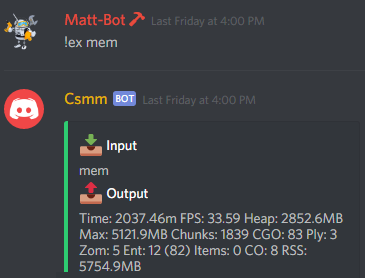 Matt-Bot Last Friday at 4:00 PM
!ex mem
Csmm BOT Last Friday at 4:00 PM
Input
mem
Output
Time: 2037.46m FPS: 33.59 Heap: 2852.6MB
Max: 5121.9MB Chunks: 1839 CGO: 83 Ply: 3
Zom: 5 Ent: 12 (82) Items: 0 CO: 8 RSS:
5754.9MB